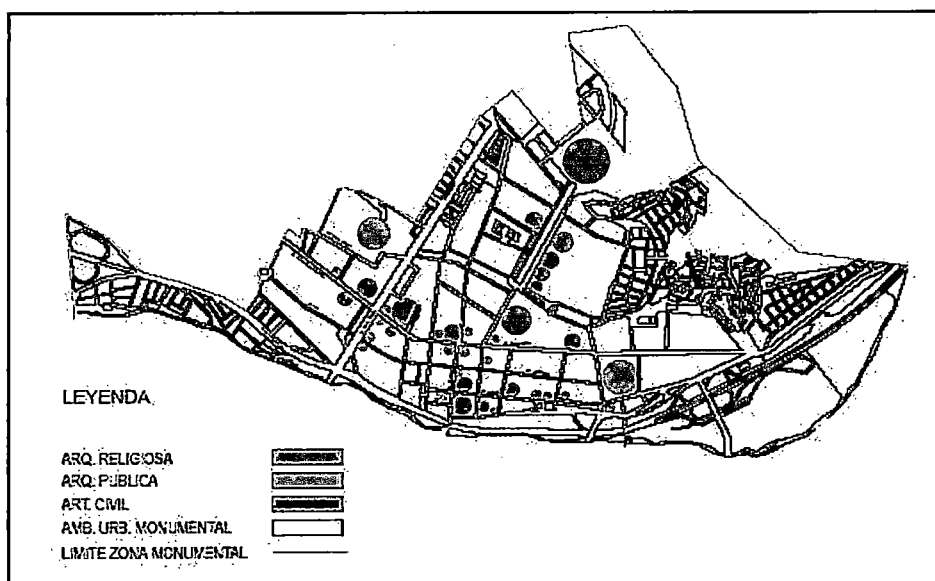 LEYENDA
ARQ. RELIGIOSA
ARQ. PUBLICA
ART. CIVIL
AMB. URB. MONUMENTAL
LIMITE ZONA MONUMENTAL